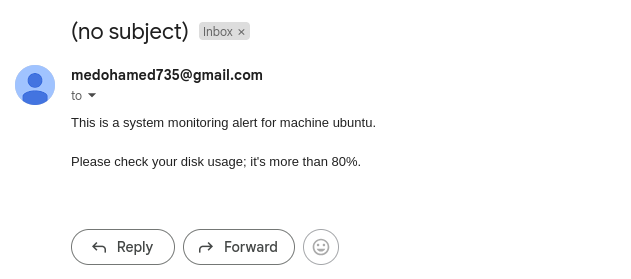 (no subject) Inbox ×
medohamed735@gmail.com
to
This is a system monitoring alert for machine ubuntu.
Please check your disk usage; it's more than 80%.
Reply Forward